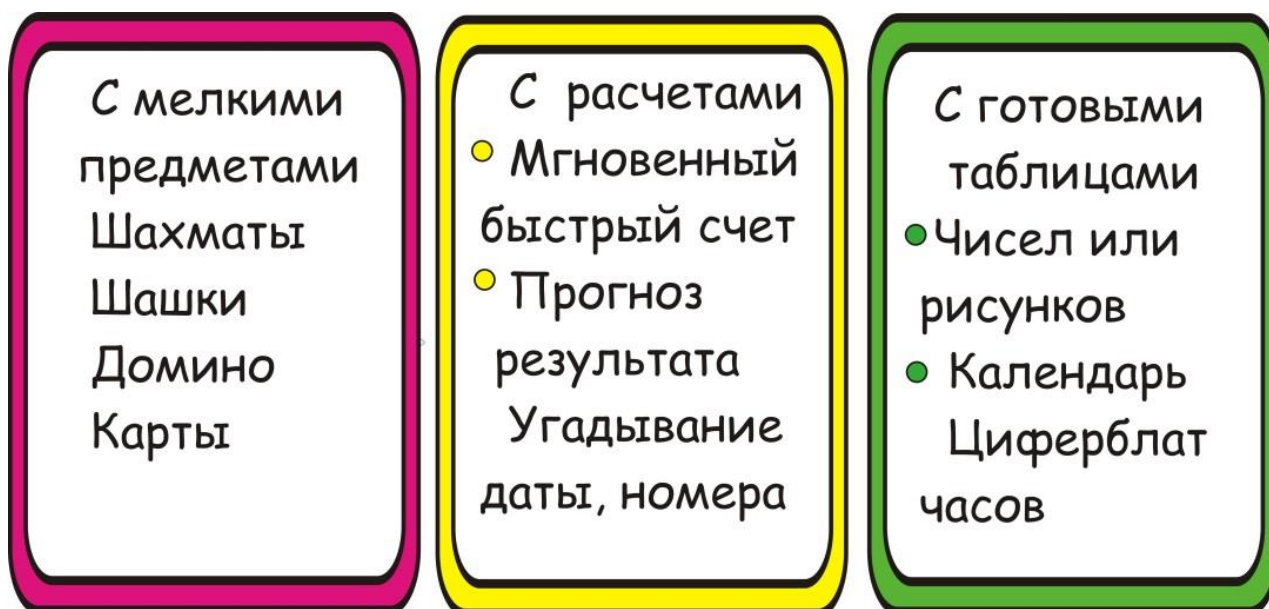 С мелкими
предметами
Шахматы
Шашки
Домино
Карты
С расчетами
Мгновенный
быстрый счет
Прогноз
результата
Угадывание
даты, номера
С готовыми
таблицами
Чисел или
рисунков
Календарь
Циферблат
часов